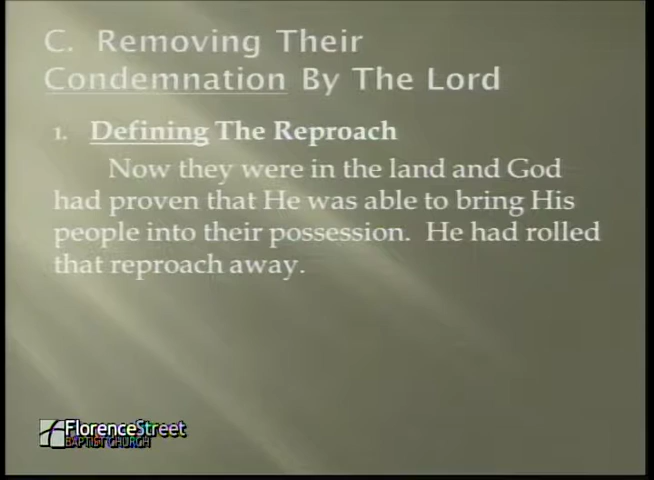 C. Removing Their
Condemnation By The Lord
1. Defining The Reproach
Now they were in the land and God
had proven that He was able to bring His
people into their possession. He had rolled
that reproach away.
FlorenceStreet
BAPTIST CHURCH